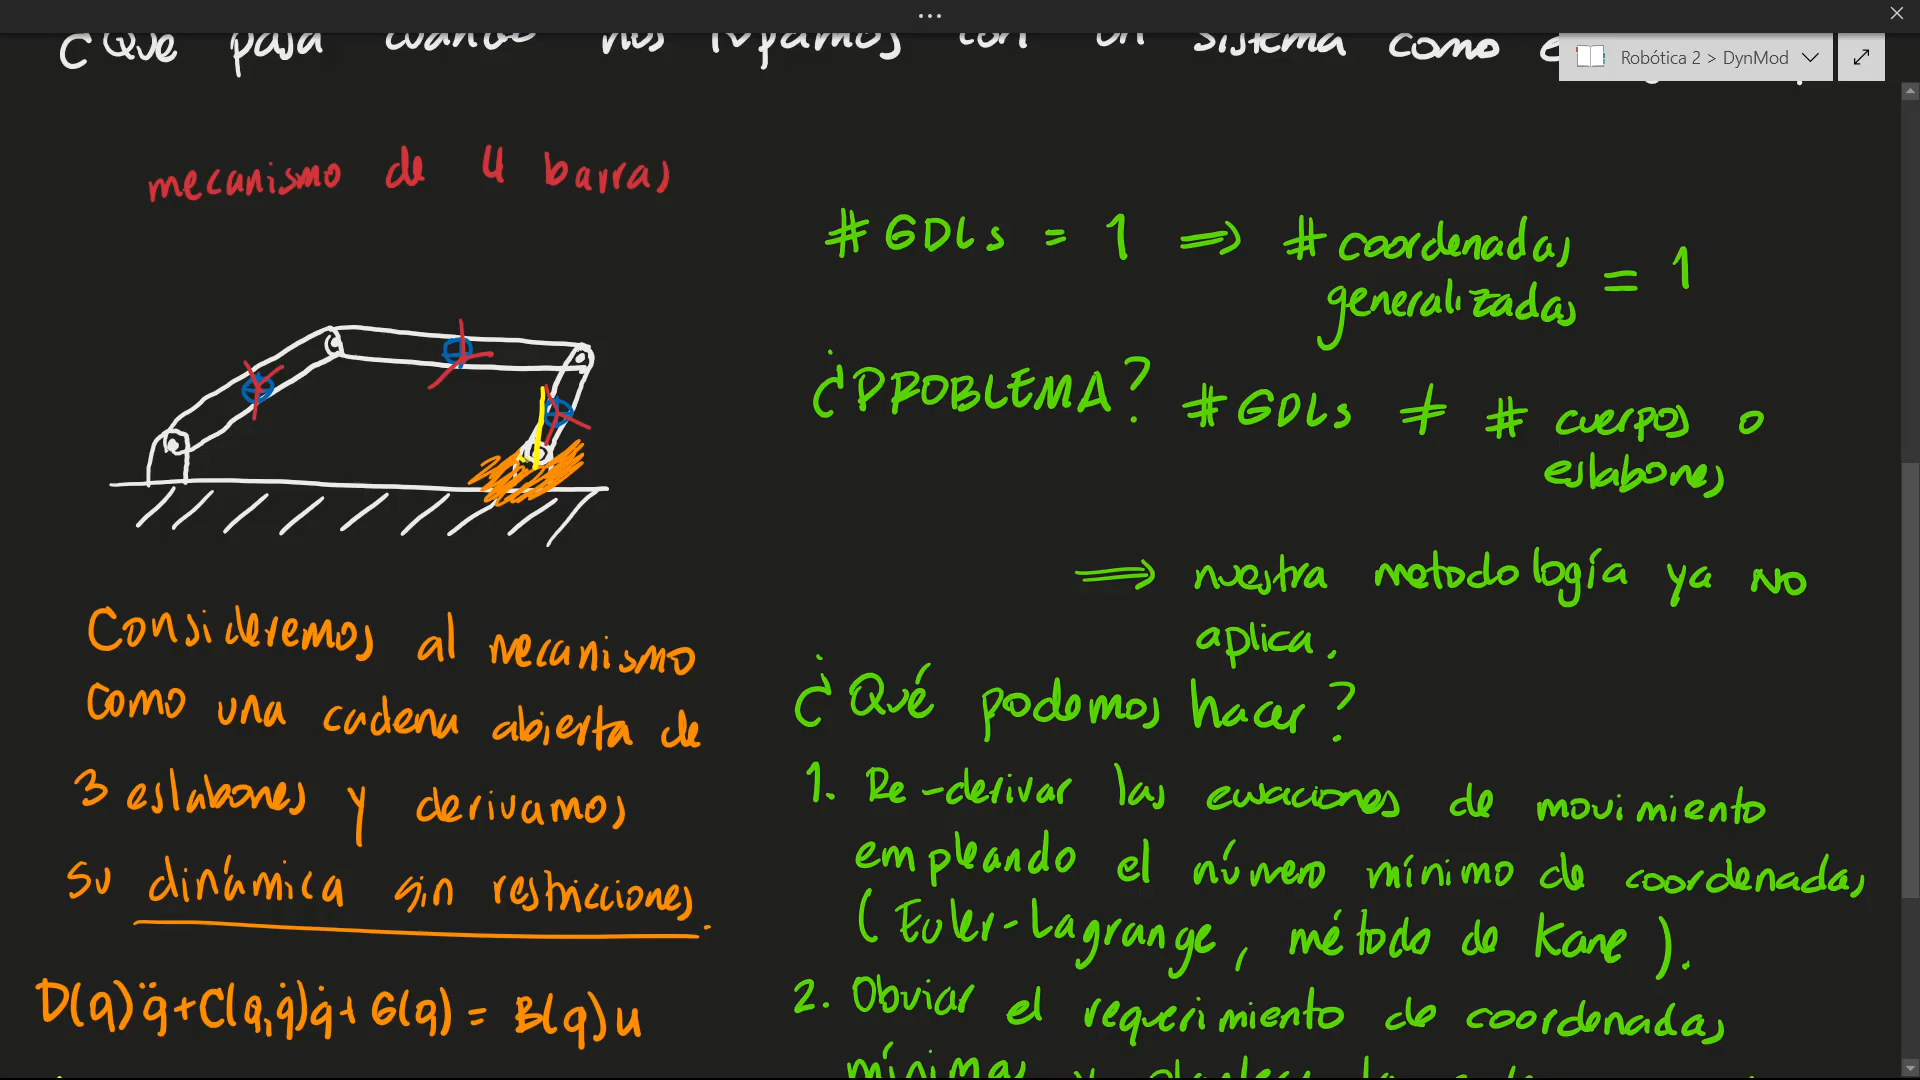 ¿Qué pasa cuando nos topamos con un sistema como e
Robótica 2 > DynMod
mecanismo de 4 barras
Consideremos al mecanismo
como una cadena abierta de
3 eslabones y derivamos
su dinámica sin restricciones.
D(q)q̈+C(q,q̇)q̇+G(q) = B(q)u
#GDLs = 1 ⟹ # coordenadas
generalizadas = 1
¿PROBLEMA? #GDLs ≠ # cuerpos o
eslabones
⟹ nuestra metodología ya NO
aplica.
¿Qué podemos hacer?
1. Re-derivar las ecuaciones de movimiento
empleando el número mínimo de coordenadas
(Euler-Lagrange, método de Kane).
2. Obviar el requerimiento de coordenadas
mínimas y